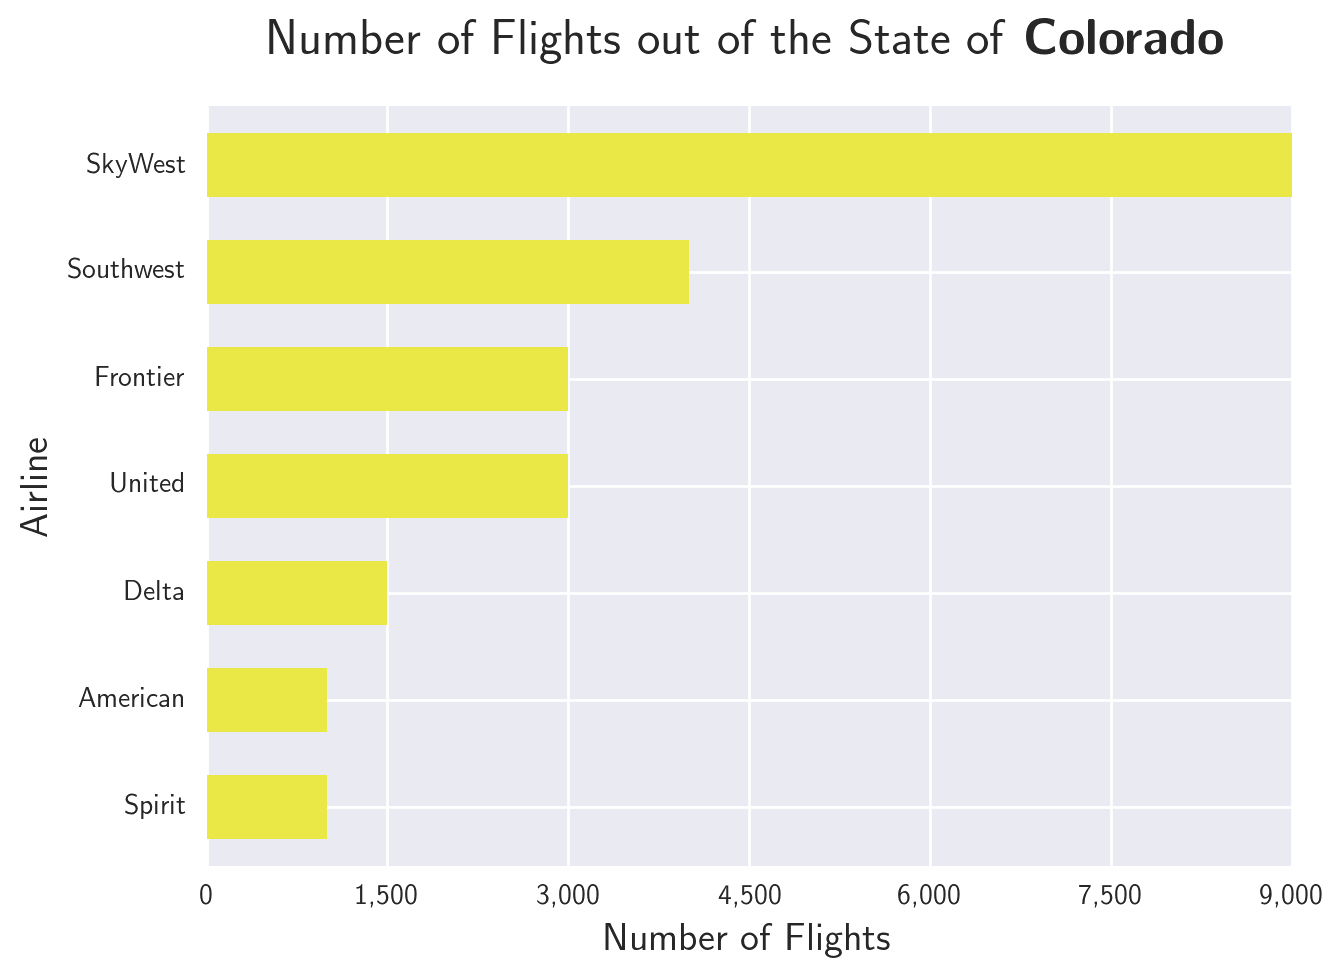 Number of Flights out of the State of Colorado
SkyWest
Southwest
Frontier
United
Delta
American
Spirit
Airline
0 1,500 3,000 4,500 6,000 7,500 9,000
Number of Flights